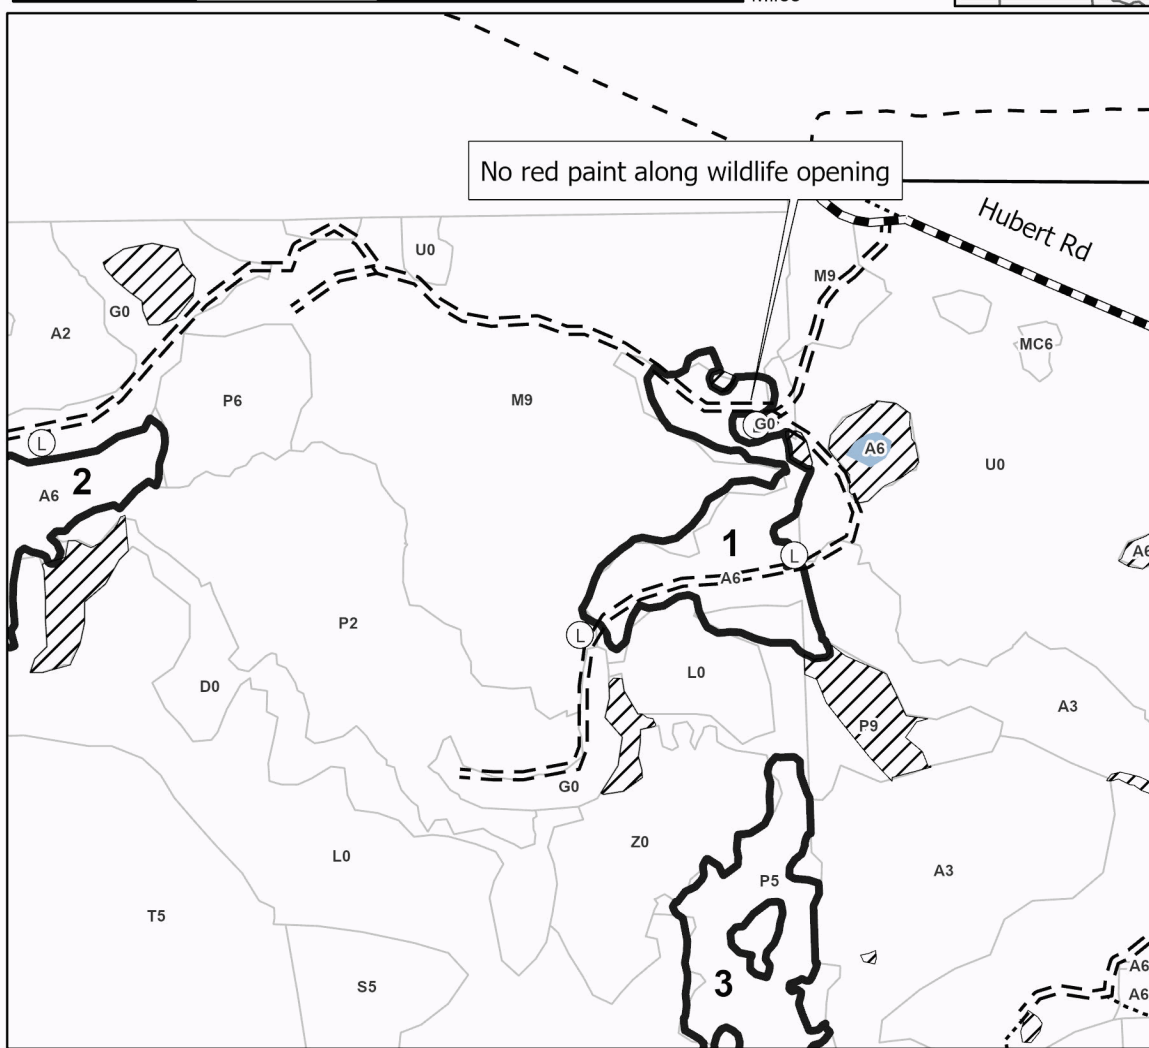 No red paint along wildlife opening
Hubert Rd
U0
M9
G0
A2
MC6
P6
M9
L
G0
A6
U0
L
A6
2
1
L
A6
A6
P2
L
D0
L0
A3
P9
G0
L0
Z0
P5
A3
T5
S5
3
A6
A6